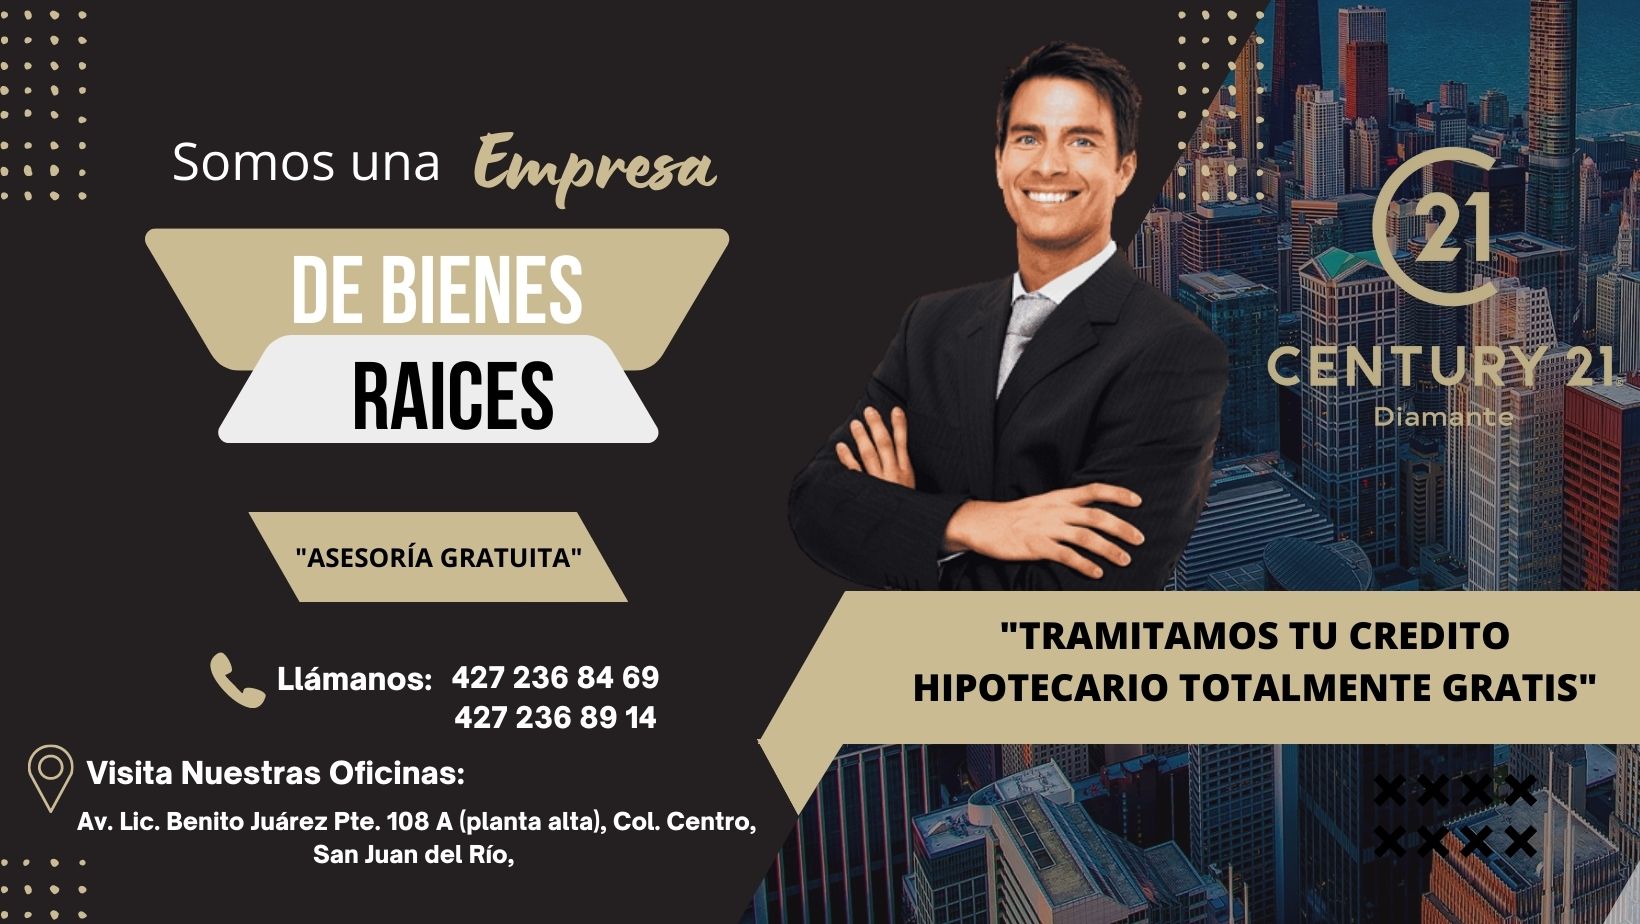 Somos una Empresa
DE BIENES
RAICES
"ASESORÍA GRATUITA"
Llámanos: 427 236 84 69
427 236 89 14
Visita Nuestras Oficinas:
Av. Lic. Benito Juárez Pte. 108 A (planta alta), Col. Centro,
San Juan del Río,
C21
CENTURY 21
Diamante
"TRAMITAMOS TU CREDITO
HIPOTECARIO TOTALMENTE GRATIS"